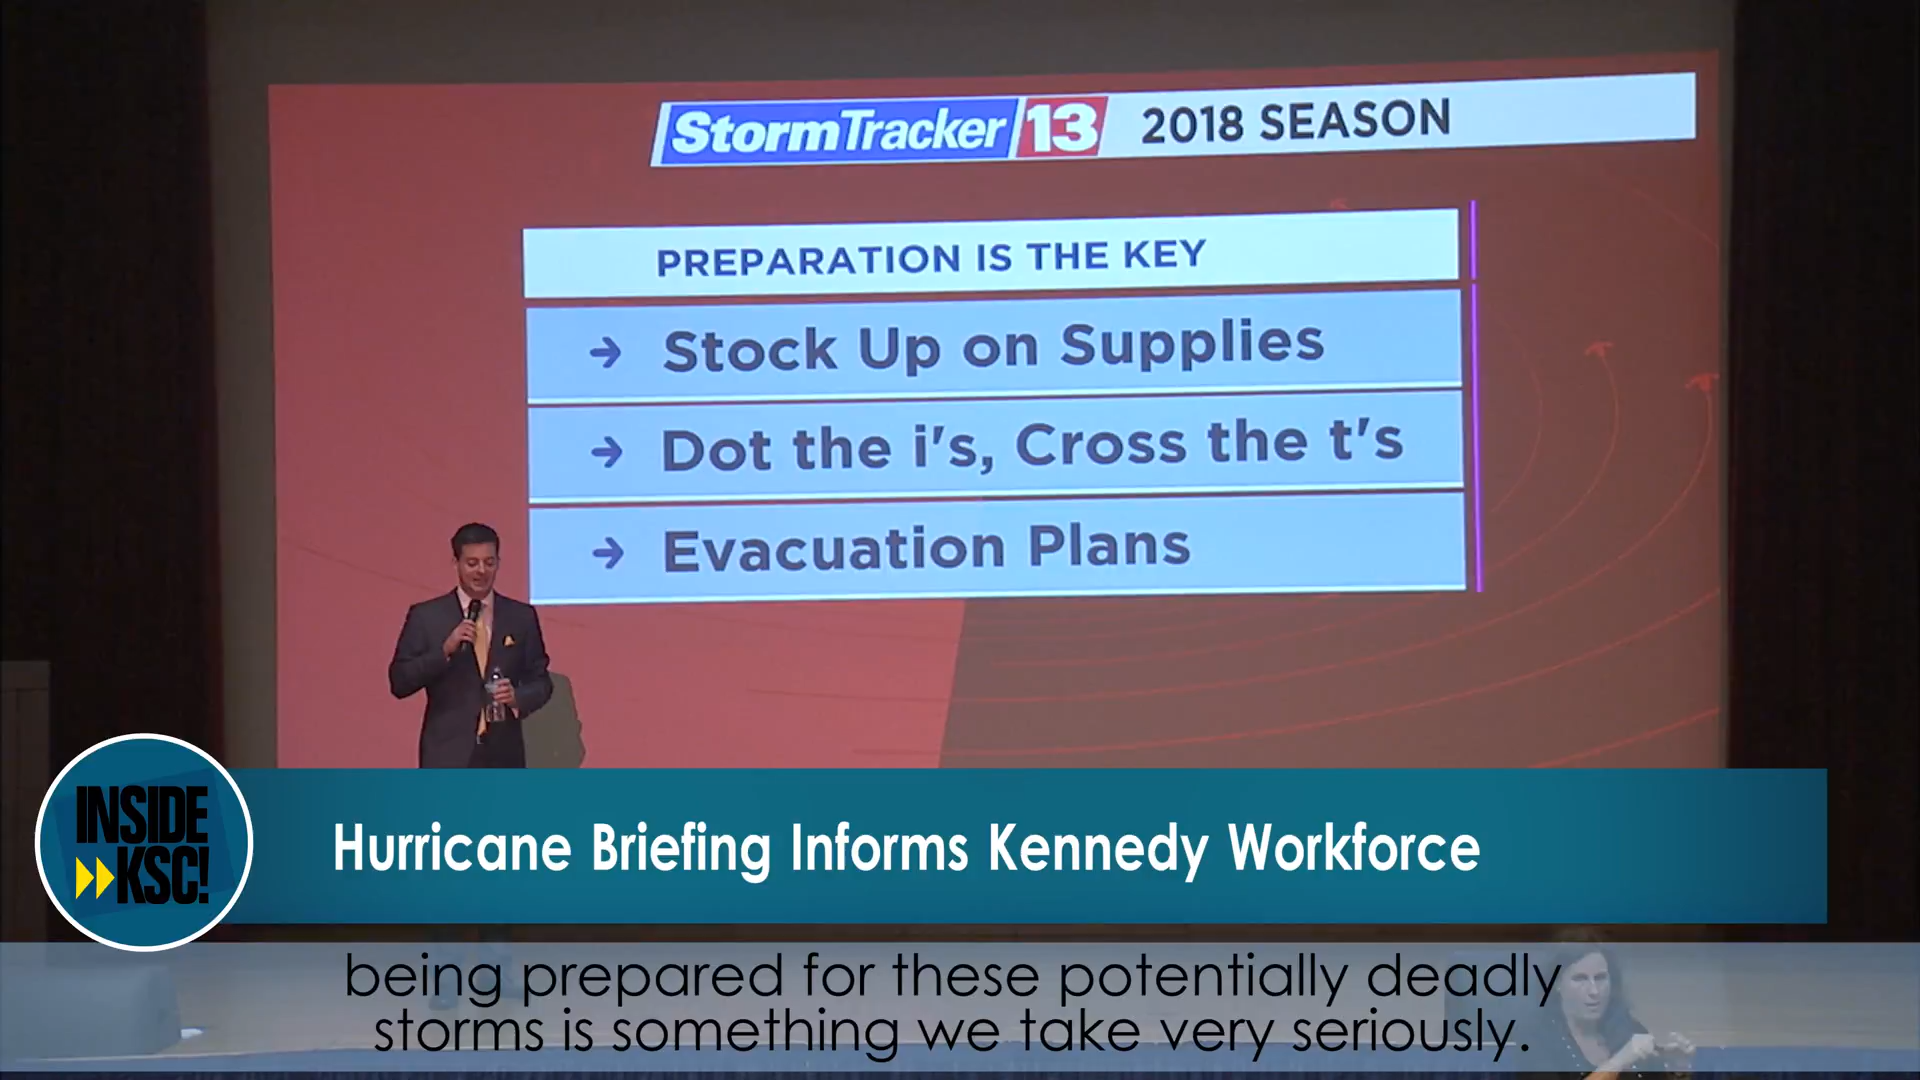 StormTracker 13 2018 SEASON
PREPARATION IS THE KEY
→ Stock Up on Supplies
→ Dot the i's, Cross the t's
→ Evacuation Plans
INSIDE
KSC!
Hurricane Briefing Informs Kennedy Workforce
being prepared for these potentially deadly
storms is something we take very seriously.